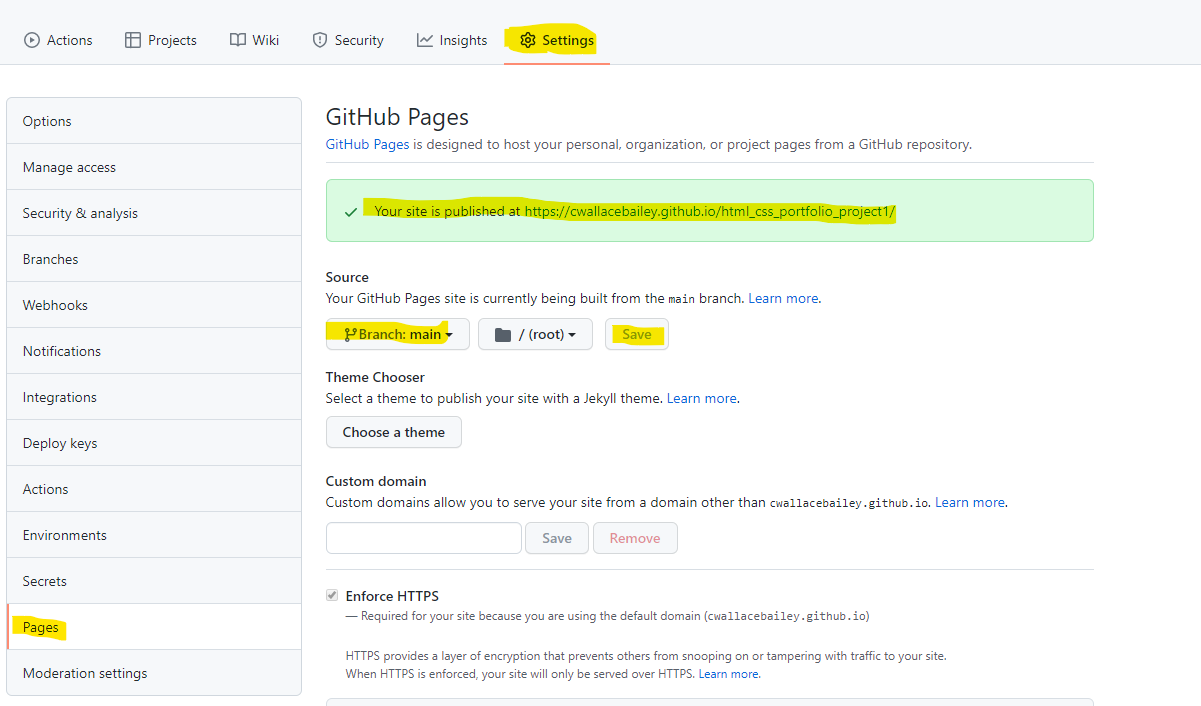 Actions Projects Wiki Security Insights Settings
Options
Manage access
Security & analysis
Branches
Webhooks
Notifications
Integrations
Deploy keys
Actions
Environments
Secrets
Pages
Moderation settings
GitHub Pages
GitHub Pages is designed to host your personal, organization, or project pages from a GitHub repository.
Your site is published at https://cwallacebailey.github.io/html_css_portfolio_project1/
Source
Your GitHub Pages site is currently being built from the main branch. Learn more.
Branch: main / (root) Save
Theme Chooser
Select a theme to publish your site with a Jekyll theme. Learn more.
Choose a theme
Custom domain
Custom domains allow you to serve your site from a domain other than cwallacebailey.github.io. Learn more.
Save Remove
Enforce HTTPS
— Required for your site because you are using the default domain (cwallacebailey.github.io)
HTTPS provides a layer of encryption that prevents others from snooping on or tampering with traffic to your site.
When HTTPS is enforced, your site will only be served over HTTPS. Learn more.